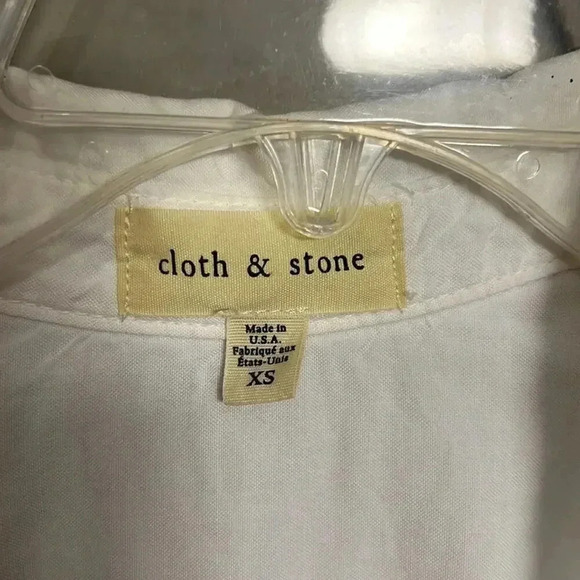 cloth & stone
Made in
U.S.A.
Fabriqué aux
États-Unis
XS